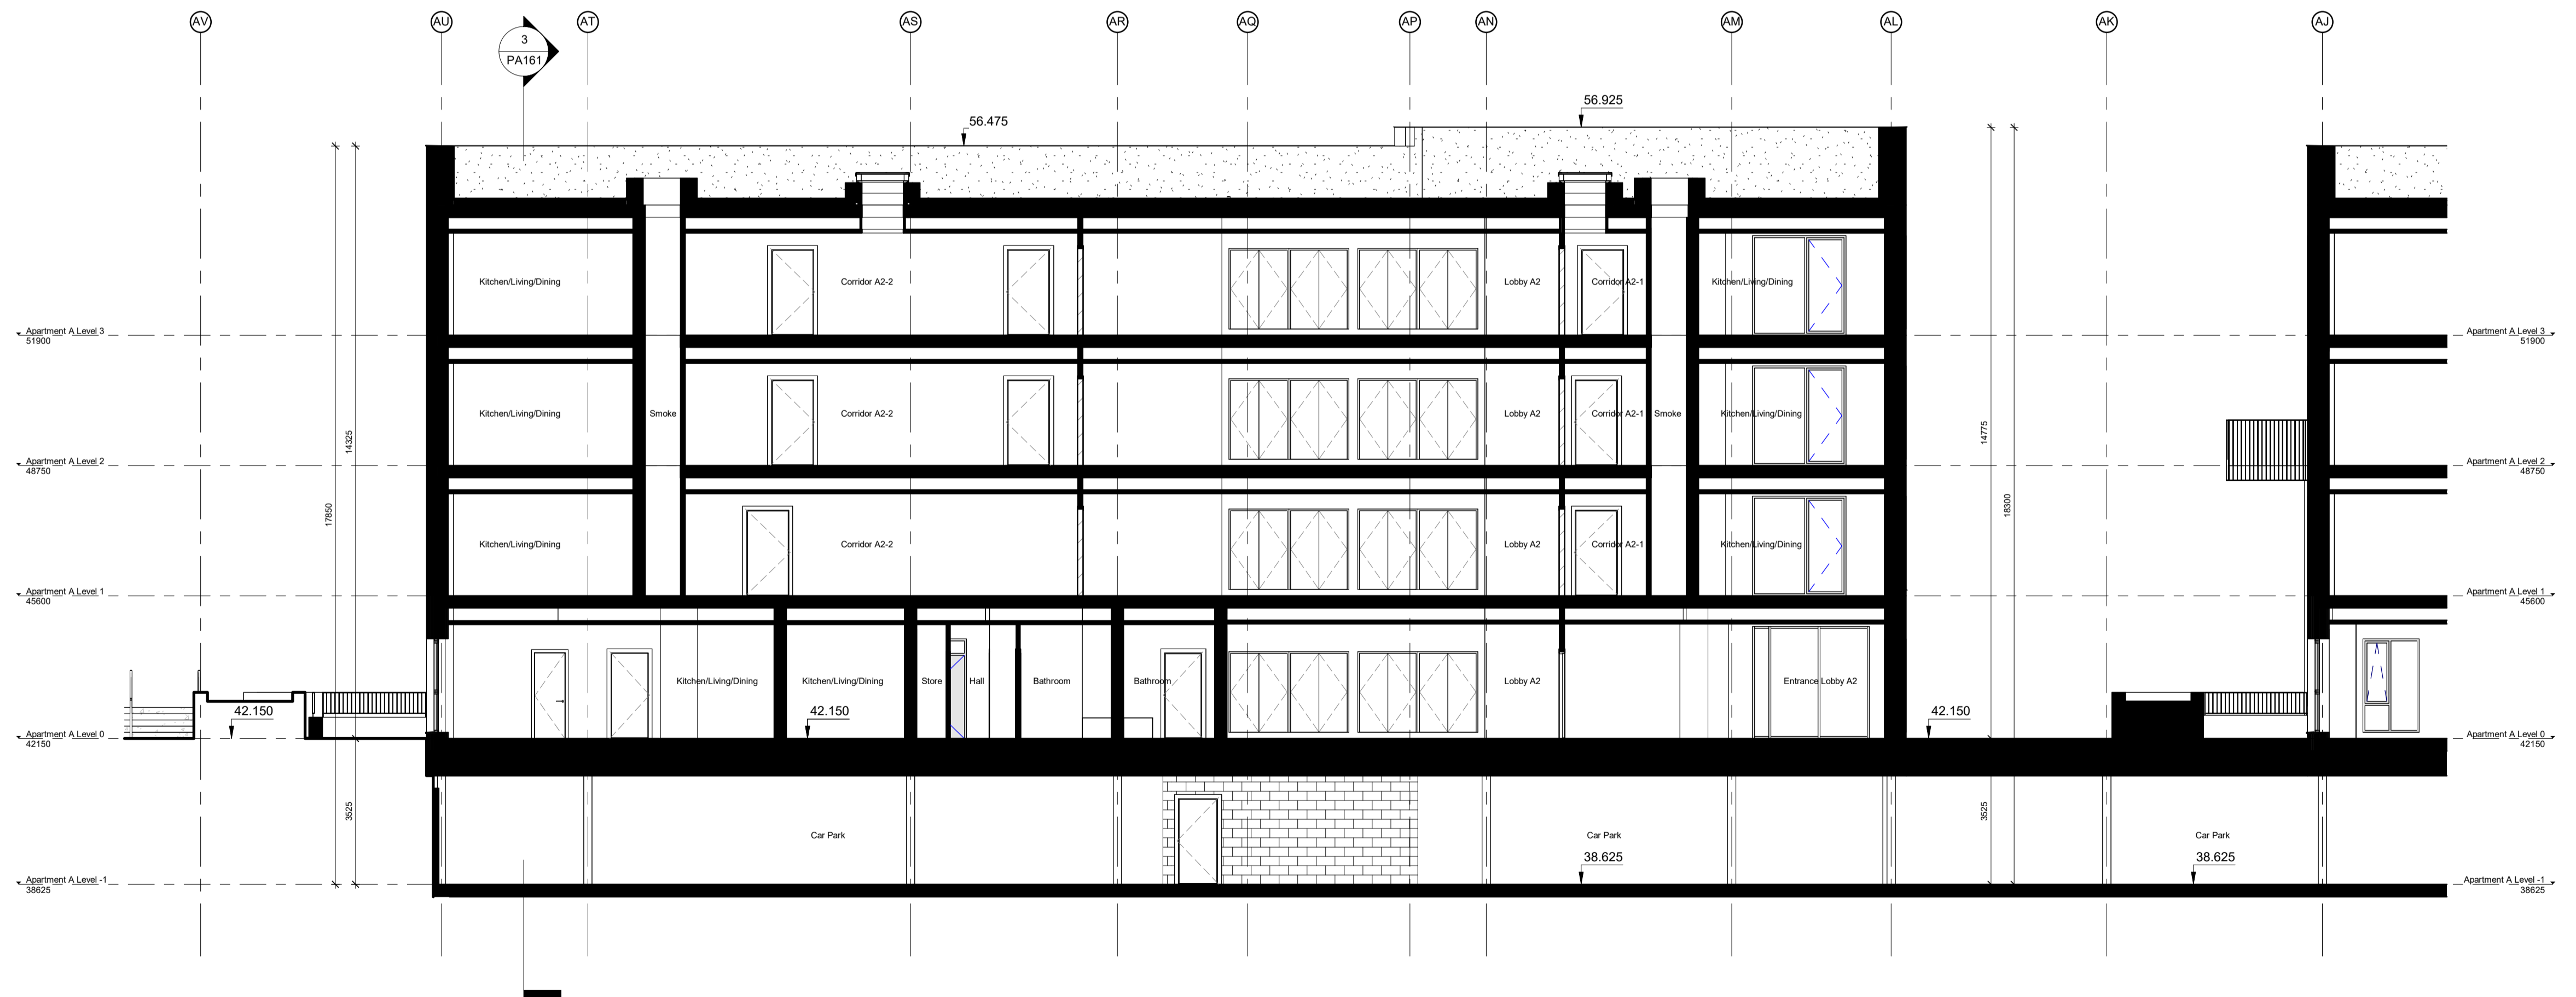 AV
AU
AT
AS
AR
AQ
AP
AN
AM
AL
AK
AJ
3
PA161
56.475
56.925
Kitchen/Living/Dining
Corridor A2-2
Lobby A2
Corridor A2-1
Kitchen/Living/Dining
Apartment A Level 3
51900
Apartment A Level 3
51900
Kitchen/Living/Dining
Smoke
Corridor A2-2
Lobby A2
Corridor A2-1
Smoke
Kitchen/Living/Dining
14325
14775
Apartment A Level 2
48750
Apartment A Level 2
48750
17850
18300
Kitchen/Living/Dining
Corridor A2-2
Lobby A2
Corridor A2-1
Kitchen/Living/Dining
Apartment A Level 1
45600
Apartment A Level 1
45600
Kitchen/Living/Dining
Kitchen/Living/Dining
Store
Hall
Bathroom
Bathroom
Lobby A2
Entrance Lobby A2
42.150
42.150
42.150
Apartment A Level 0
42150
Apartment A Level 0
42150
3525
3525
Car Park
Car Park
Car Park
38.625
38.625
Apartment A Level -1
38625
Apartment A Level -1
38625